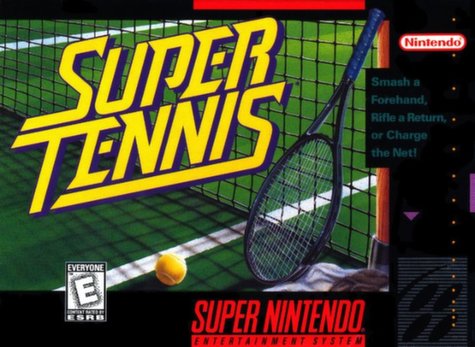 SUPER
TENNIS
Nintendo
Smash a
Forehand,
Rifle a Return,
or Charge
the Net!
EVERYONE
E
CONTENT RATED BY
ESRB
SUPER NINTENDO
ENTERTAINMENT SYSTEM